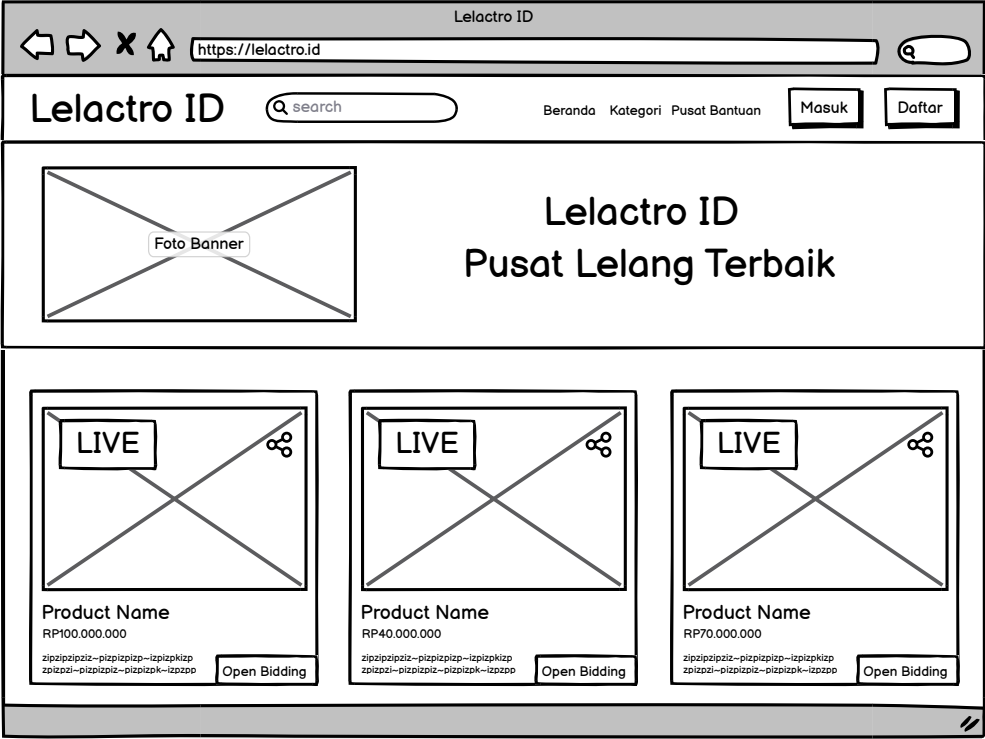 Lelactro ID
https://lelactro.id
Lelactro ID
search
Beranda Kategori Pusat Bantuan
Masuk
Daftar
Foto Banner
Lelactro ID
Pusat Lelang Terbaik
LIVE
Product Name
RP100.000.000
zipzipzipziz~pizpizpizp~izpizpkizp
zpizpzi~pizpizpiz~pizpizpk~izpzpp
Open Bidding
LIVE
Product Name
RP40.000.000
zipzipzipziz~pizpizpizp~izpizpkizp
zpizpzi~pizpizpiz~pizpizpk~izpzpp
Open Bidding
LIVE
Product Name
RP70.000.000
zipzipzipziz~pizpizpizp~izpizpkizp
zpizpzi~pizpizpiz~pizpizpk~izpzpp
Open Bidding